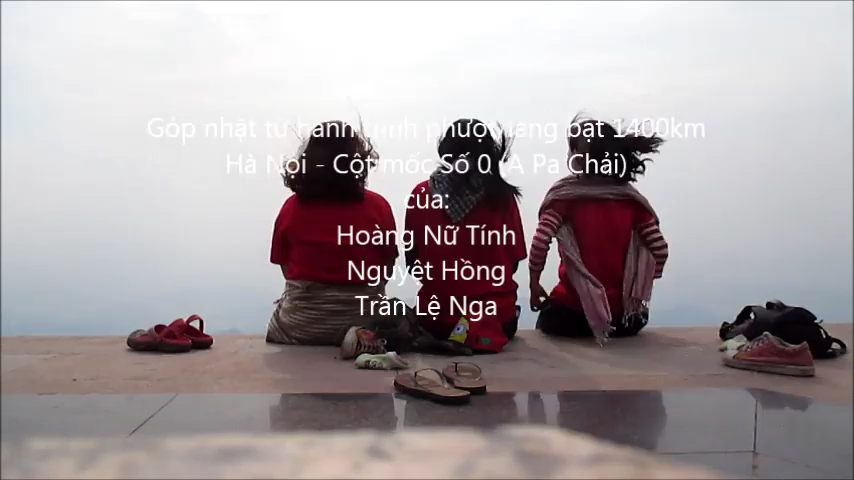 Góp nhặt từ hành trình phượt lang bạt 1400km
Hà Nội - Cột mốc Số 0 (A Pa Chải)
của:
Hoàng Nữ Tính
Nguyệt Hồng
Trần Lệ Nga